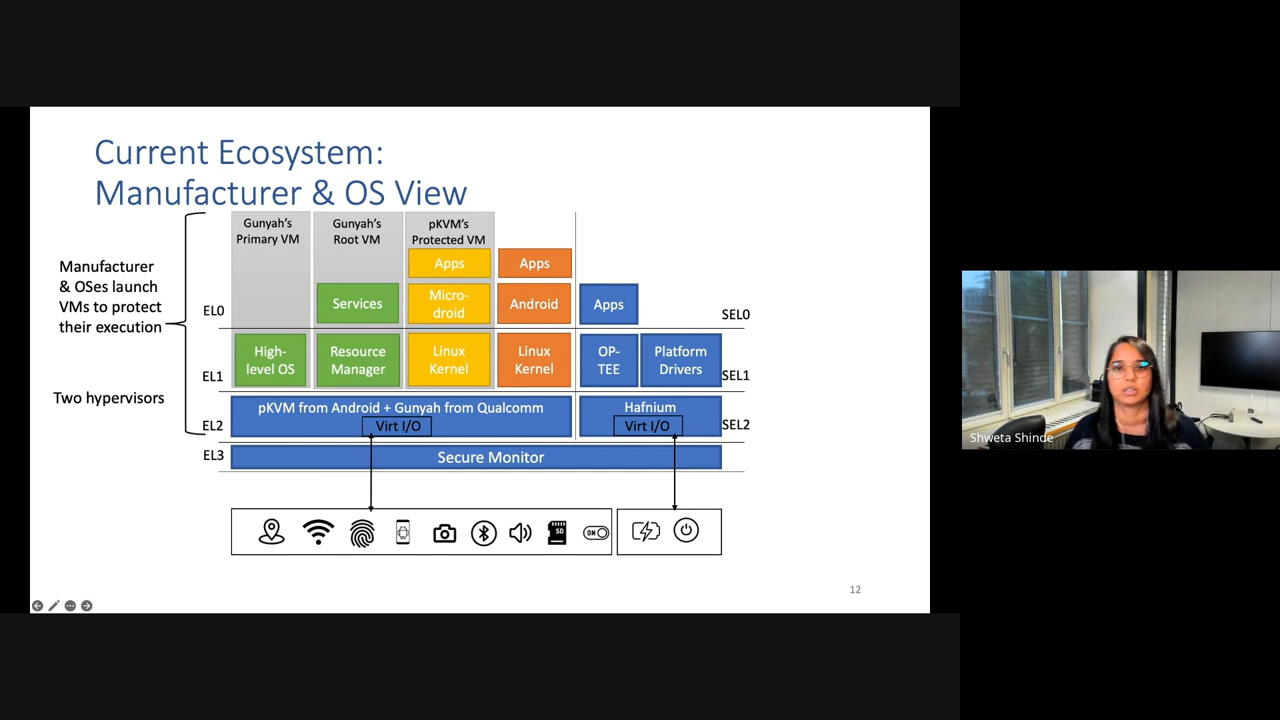 Current Ecosystem:
Manufacturer & OS View
Manufacturer
& OSes launch
VMs to protect
their execution
Two hypervisors
Gunyah's
Primary VM
Gunyah's
Root VM
pKVM's
Protected VM
Apps
Apps
EL0
Services
Micro-
droid
Android
Apps
SEL0
EL1
High-
level OS
Resource
Manager
Linux
Kernel
Linux
Kernel
OP-
TEE
Platform
Drivers
SEL1
EL2
pKVM from Android + Gunyah from Qualcomm
Virt I/O
Hafnium
Virt I/O
SEL2
EL3
Secure Monitor
SD
ON
12
Shweta Shinde